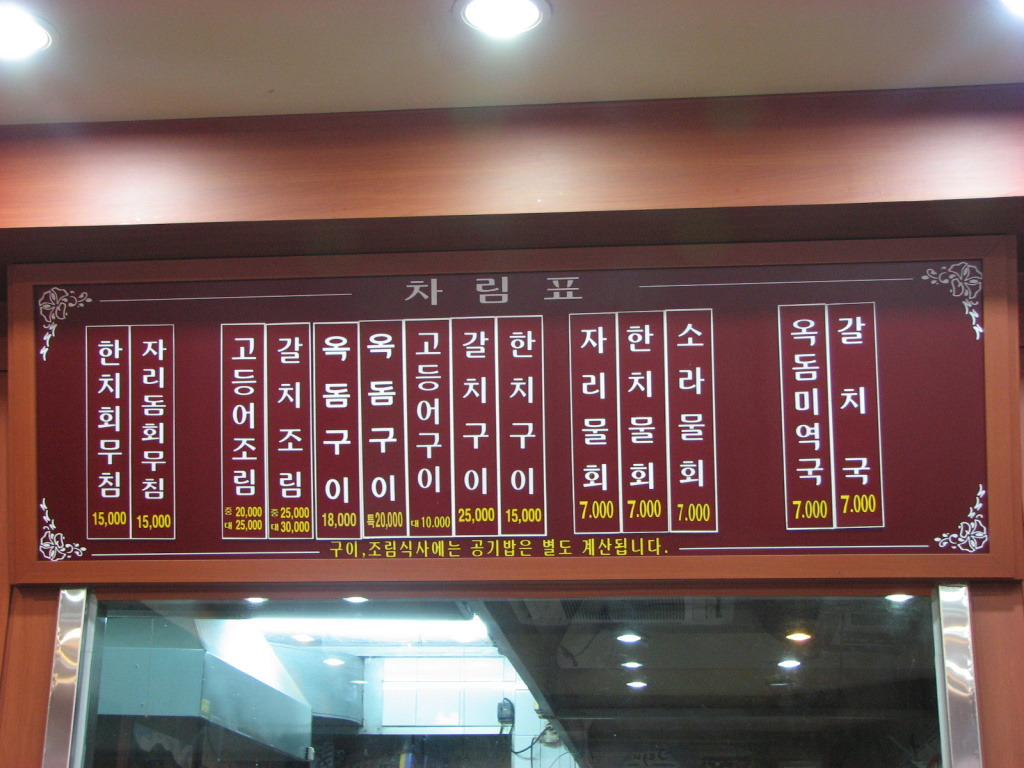 차림표
한치회무침
15,000
자리돔회무침
15,000
고등어조림
중 20,000
대 25,000
갈치조림
중 25,000
대 30,000
옥돔구이
18,000
옥돔구이
특20,000
고등어구이
대 10.000
갈치구이
25,000
한치구이
15,000
자리물회
7.000
한치물회
7.000
소라물회
7.000
옥돔미역국
7.000
갈치국
7.000
구이,조림식사에는 공기밥은 별도 계산됩니다.